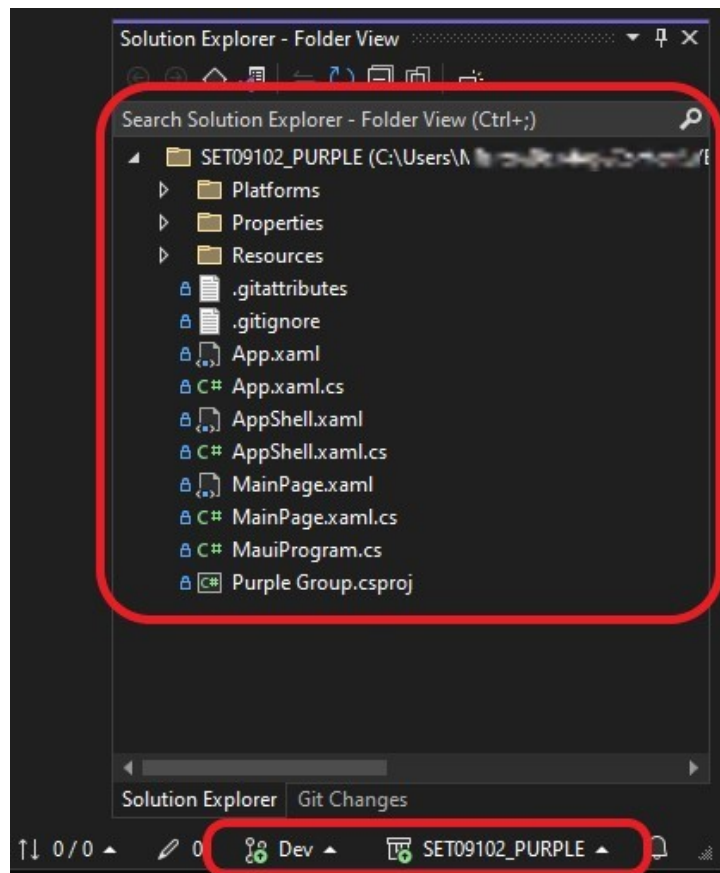 Solution Explorer - Folder View
Search Solution Explorer - Folder View (Ctrl+;)
SET09102_PURPLE (C:\Users\
Platforms
Properties
Resources
.gitattributes
.gitignore
App.xaml
C# App.xaml.cs
AppShell.xaml
C# AppShell.xaml.cs
MainPage.xaml
C# MainPage.xaml.cs
C# MauiProgram.cs
C# Purple Group.csproj
Solution Explorer Git Changes
0 / 0 0 Dev SET09102_PURPLE